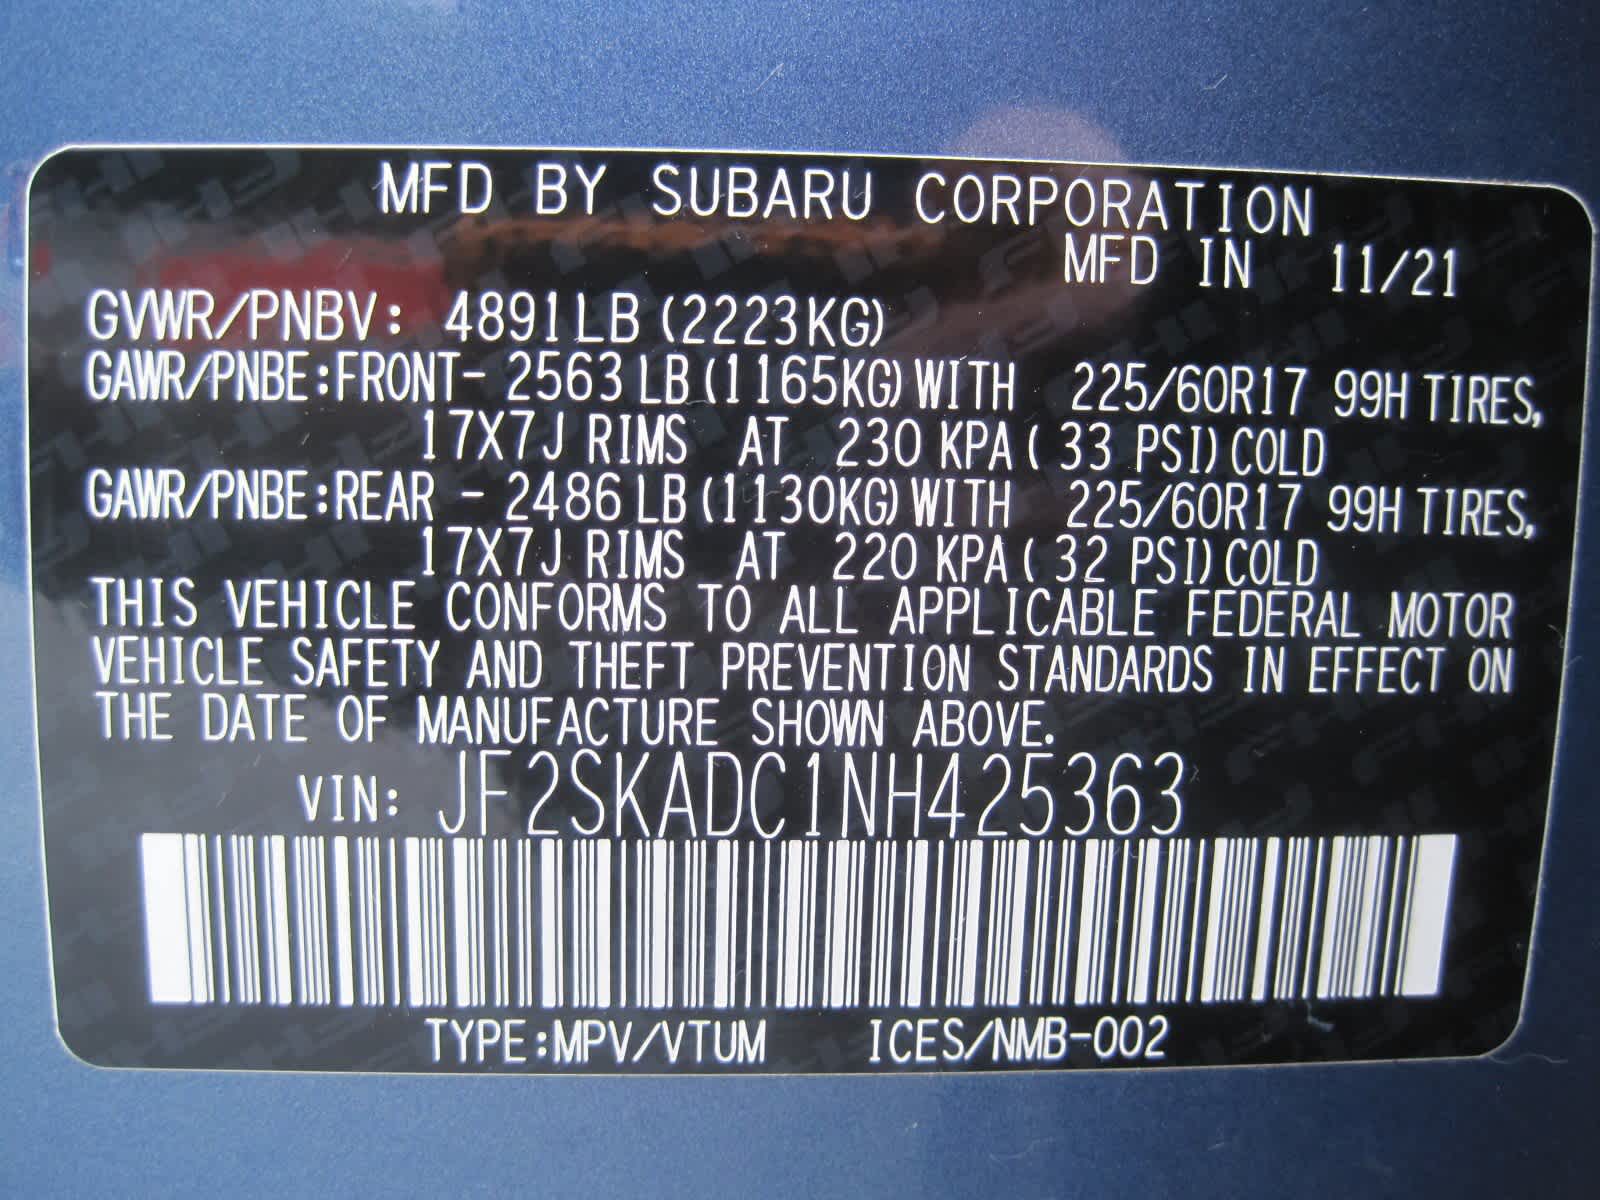 MFD BY SUBARU CORPORATION
MFD IN 11/21
GVWR/PNBV: 4891LB (2223KG)
GAWR/PNBE:FRONT- 2563 LB(1165KG)WITH 225/60R17 99H TIRES,
17X7J RIMS AT 230 KPA( 33 PSI)COLD
GAWR/PNBE:REAR - 2486 LB(1130KG)WITH 225/60R17 99H TIRES,
17X7J RIMS AT 220 KPA( 32 PSI)COLD
THIS VEHICLE CONFORMS TO ALL APPLICABLE FEDERAL MOTOR
VEHICLE SAFETY AND THEFT PREVENTION STANDARDS IN EFFECT ON
THE DATE OF MANUFACTURE SHOWN ABOVE.
VIN: JF2SKADC1NH425363
TYPE:MPV/VTUM ICES/NMB-002